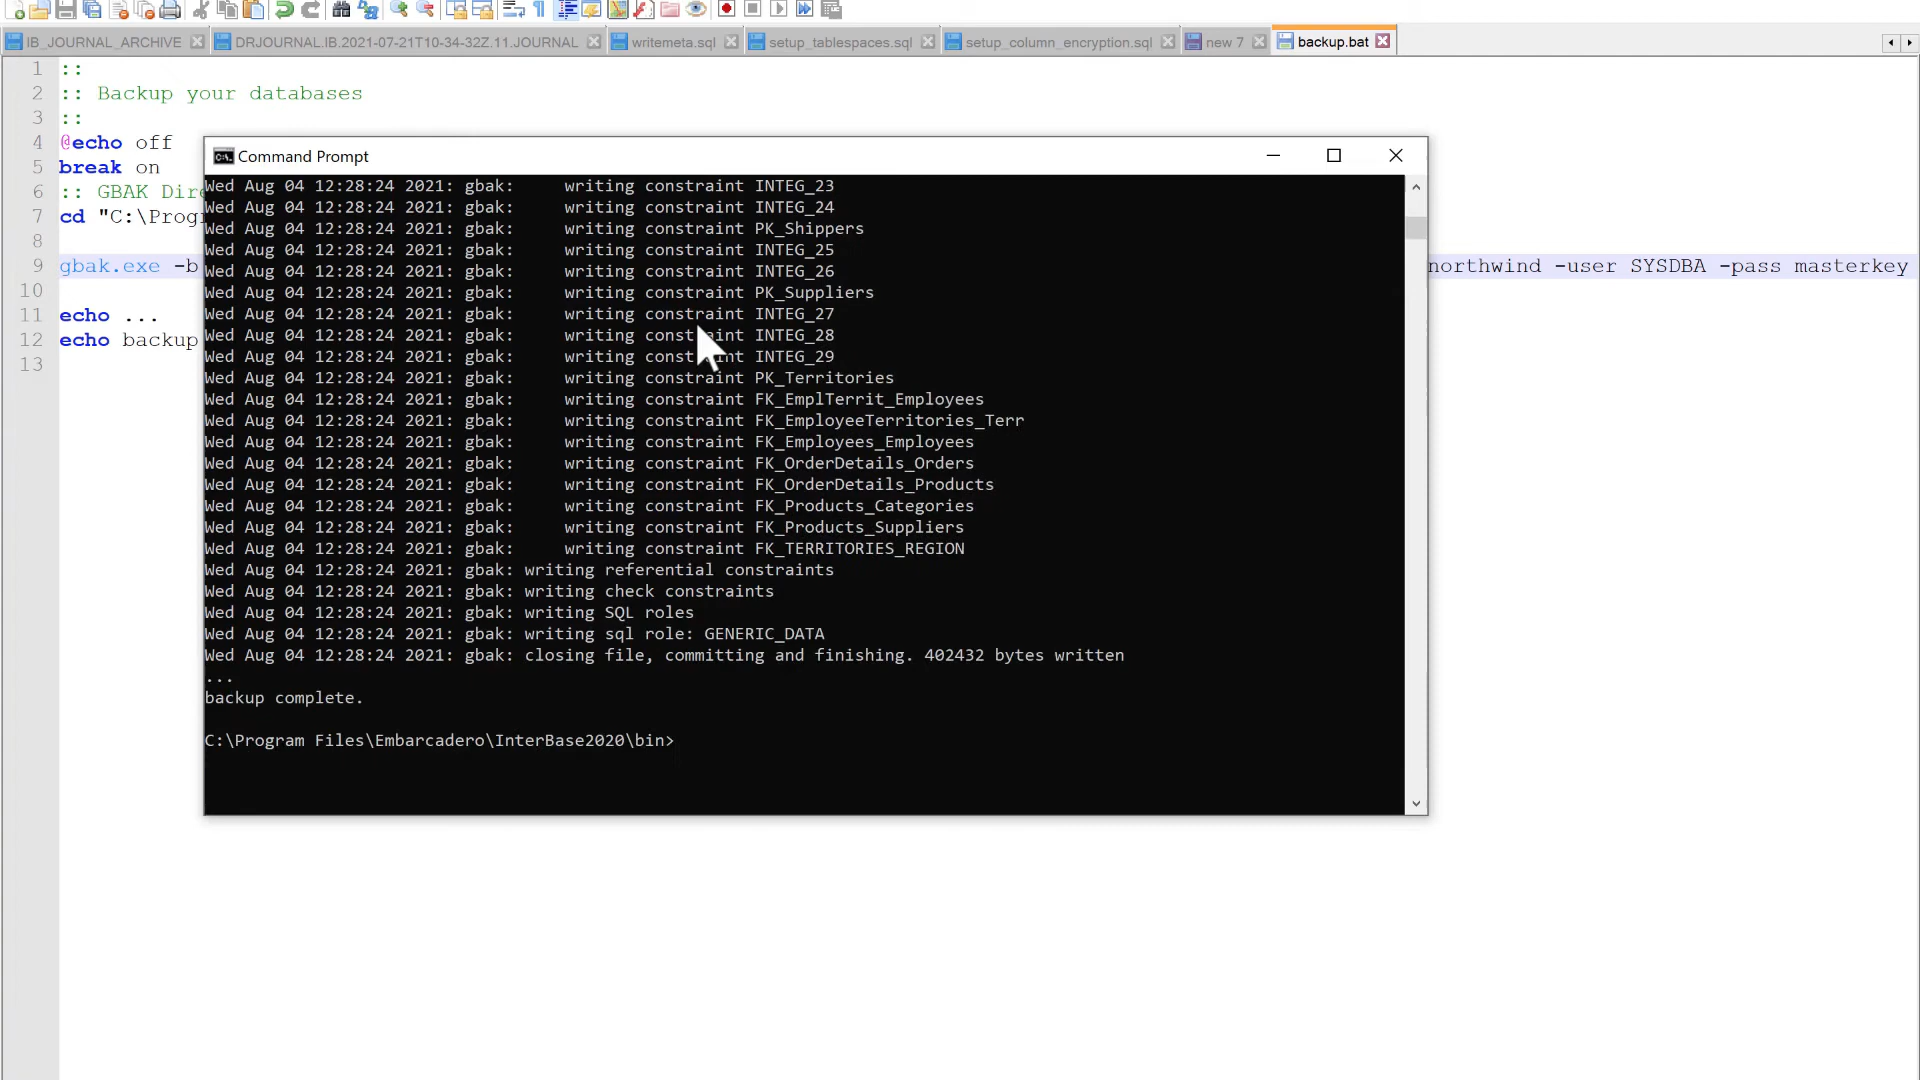 IB_JOURNAL_ARCHIVE DRJOURNAL.IB.2021-07-21T10-34-32Z.11.JOURNAL writemeta.sql setup_tablespaces.sql setup_column_encryption.sql new 7 backup.bat
1 ::
2 :: Backup your databases
3 ::
4 @echo off
5 break on
6 :: GBAK
7 cd "C:\
8
9 gbak.exe -b northwind -user SYSDBA -pass masterkey
10
11 echo ...
12 echo backup
13
Command Prompt
Wed Aug 04 12:28:24 2021: gbak: writing constraint INTEG_23
Wed Aug 04 12:28:24 2021: gbak: writing constraint INTEG_24
Wed Aug 04 12:28:24 2021: gbak: writing constraint PK_Shippers
Wed Aug 04 12:28:24 2021: gbak: writing constraint INTEG_25
Wed Aug 04 12:28:24 2021: gbak: writing constraint INTEG_26
Wed Aug 04 12:28:24 2021: gbak: writing constraint PK_Suppliers
Wed Aug 04 12:28:24 2021: gbak: writing constraint INTEG_27
Wed Aug 04 12:28:24 2021: gbak: writing constraint INTEG_28
Wed Aug 04 12:28:24 2021: gbak: writing constraint INTEG_29
Wed Aug 04 12:28:24 2021: gbak: writing constraint PK_Territories
Wed Aug 04 12:28:24 2021: gbak: writing constraint FK_EmplTerrit_Employees
Wed Aug 04 12:28:24 2021: gbak: writing constraint FK_EmployeeTerritories_Terr
Wed Aug 04 12:28:24 2021: gbak: writing constraint FK_Employees_Employees
Wed Aug 04 12:28:24 2021: gbak: writing constraint FK_OrderDetails_Orders
Wed Aug 04 12:28:24 2021: gbak: writing constraint FK_OrderDetails_Products
Wed Aug 04 12:28:24 2021: gbak: writing constraint FK_Products_Categories
Wed Aug 04 12:28:24 2021: gbak: writing constraint FK_Products_Suppliers
Wed Aug 04 12:28:24 2021: gbak: writing constraint FK_TERRITORIES_REGION
Wed Aug 04 12:28:24 2021: gbak: writing referential constraints
Wed Aug 04 12:28:24 2021: gbak: writing check constraints
Wed Aug 04 12:28:24 2021: gbak: writing SQL roles
Wed Aug 04 12:28:24 2021: gbak: writing sql role: GENERIC_DATA
Wed Aug 04 12:28:24 2021: gbak: closing file, committing and finishing. 402432 bytes written
...
backup complete.
C:\Program Files\Embarcadero\InterBase2020\bin>